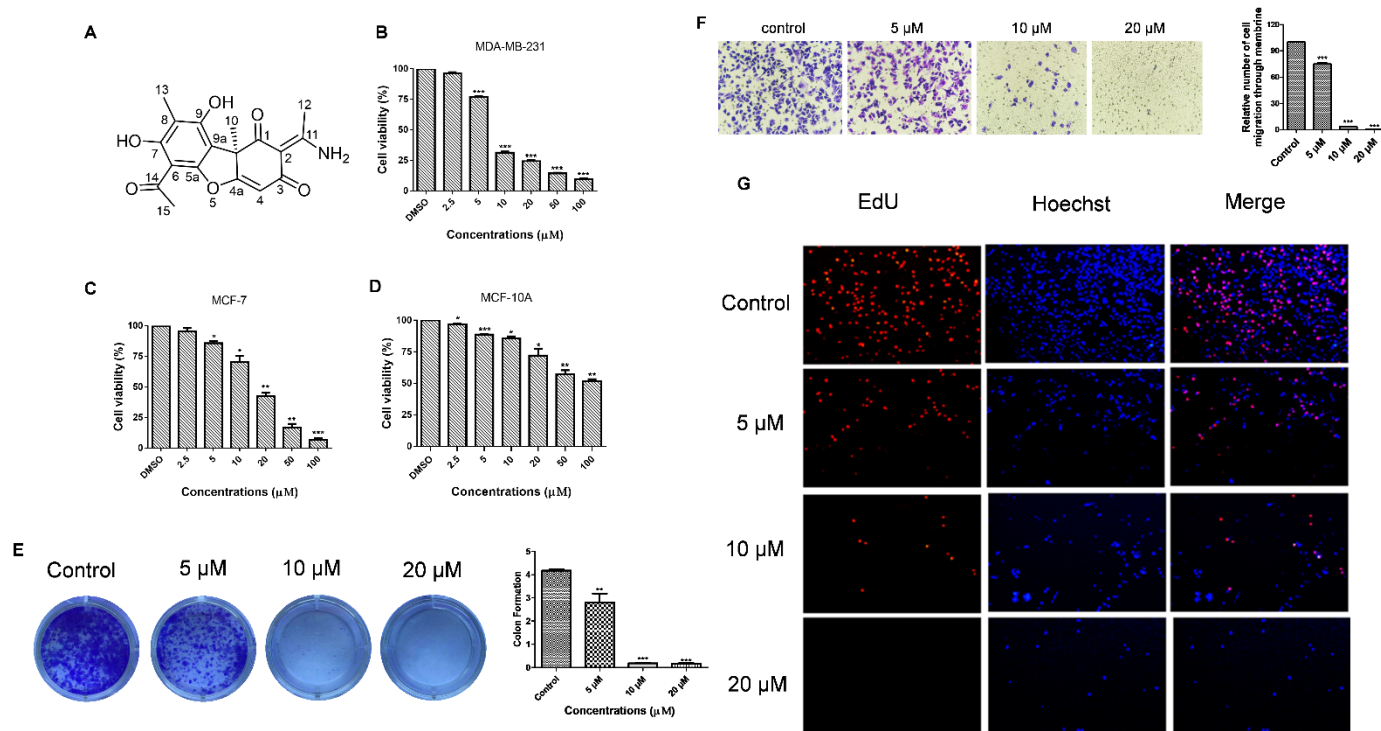 A
13
OH
12
8
9
10
O
HO
9a
1
11
7
2
NH₂
6
5a
3
14
O
4a
O
O
5
4
15
B
MDA-MB-231
Cell viability (%)
100
75
50
25
0
***
***
***
***
***
DMSO
2.5
5
10
20
50
100
Concentrations (μM)
C
MCF-7
Cell viability (%)
100
75
50
25
0
*
*
**
**
***
DMSO
2.5
5
10
20
50
100
Concentrations (μM)
D
MCF-10A
Cell viability (%)
100
75
50
25
0
*
***
*
*
**
**
DMSO
2.5
5
10
20
50
100
Concentrations (μM)
E
Control
5 μM
10 μM
20 μM
Colon Formation
5
4
3
2
1
0
**
***
***
Control
5 μM
10 μM
20 μM
Concentrations (μM)
F
control
5 μM
10 μM
20 μM
Relative number of cell
migration through membrine
120
90
60
30
0
***
***
***
Control
5 μM
10 μM
20 μM
G
EdU
Hoechst
Merge
Control
5 μM
10 μM
20 μM